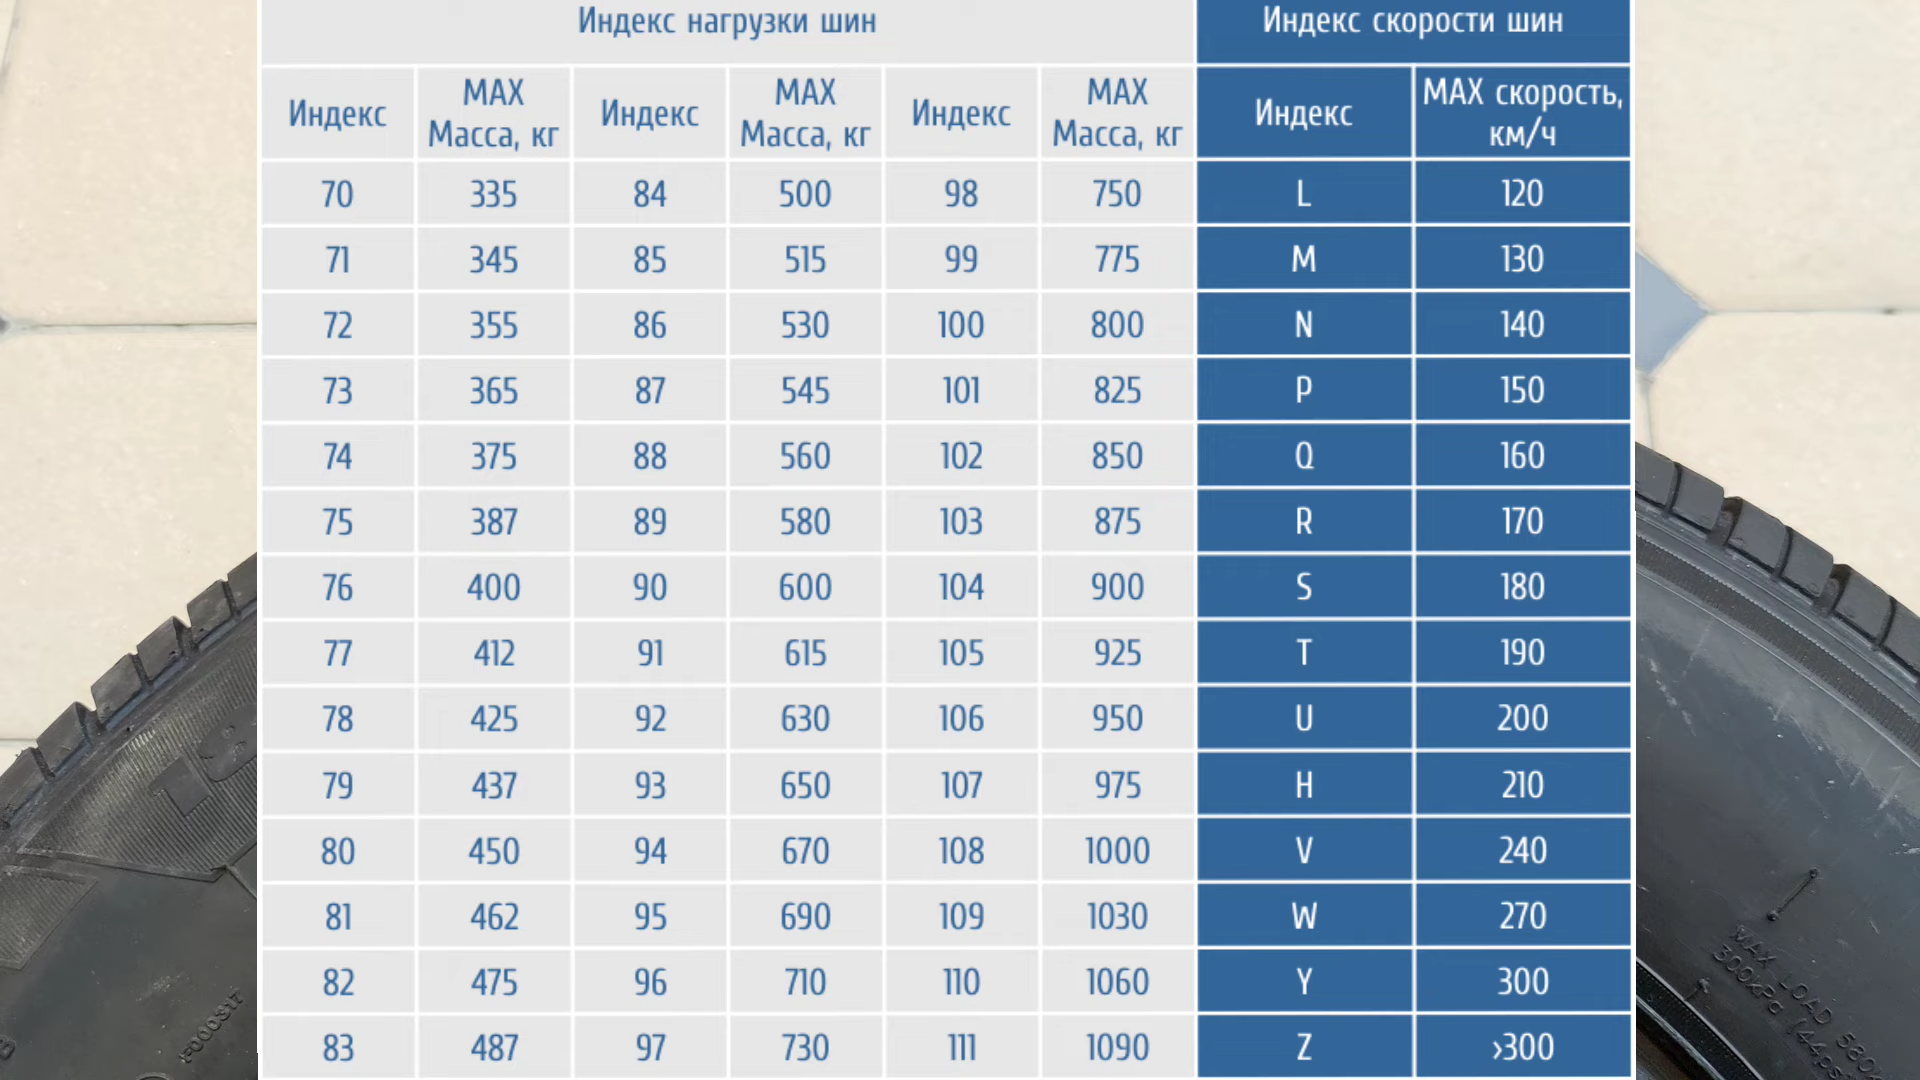 Индекс нагрузки шин Индекс скорости шин
Индекс MAX Масса, кг Индекс MAX Масса, кг Индекс MAX Масса, кг Индекс MAX скорость, км/ч
70 335 84 500 98 750 L 120
71 345 85 515 99 775 M 130
72 355 86 530 100 800 N 140
73 365 87 545 101 825 P 150
74 375 88 560 102 850 Q 160
75 387 89 580 103 875 R 170
76 400 90 600 104 900 S 180
77 412 91 615 105 925 T 190
78 425 92 630 106 950 U 200
79 437 93 650 107 975 H 210
80 450 94 670 108 1000 V 240
81 462 95 690 109 1030 W 270
82 475 96 710 110 1060 Y 300
83 487 97 730 111 1090 Z >300
MAX LOAD 580
300kPa (44psi